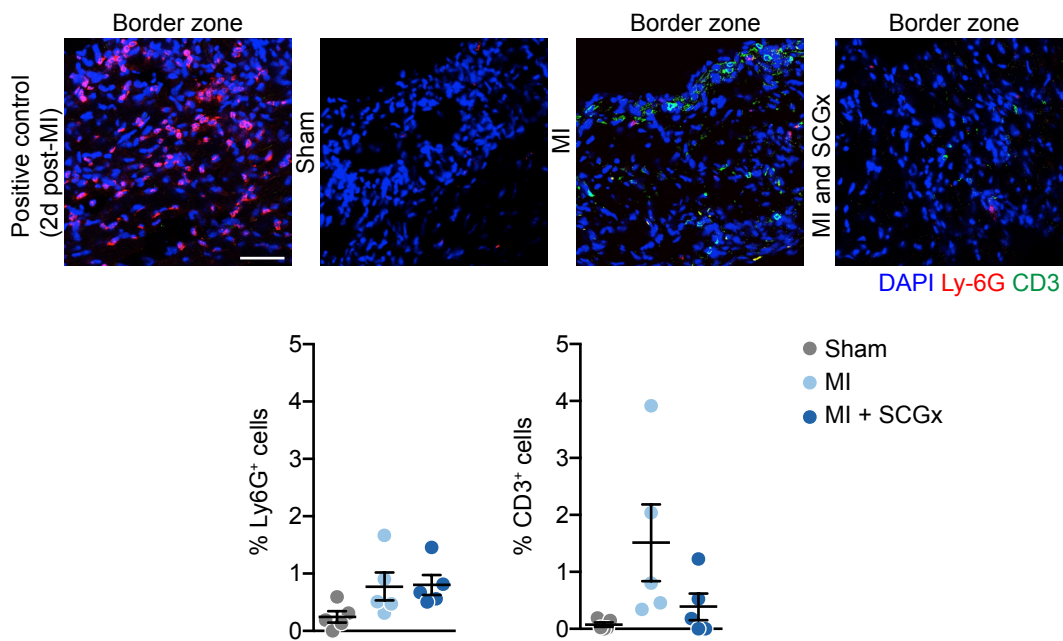 Border zone
Border zone
Border zone
Border zone
Positive control
(2d post-MI)
Sham
MI
MI and SCGx
DAPI Ly-6G CD3
% Ly6G⁺ cells
5
4
3
2
1
0
% CD3⁺ cells
5
4
3
2
1
0
Sham
MI
MI + SCGx